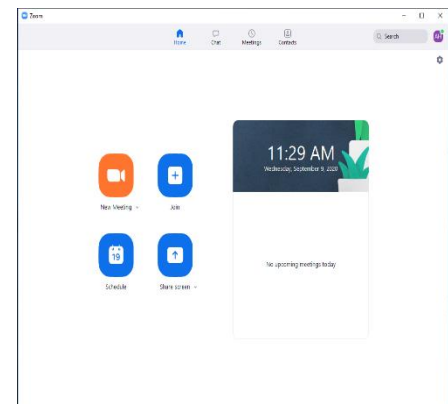 Zoom
Home
Chat
Meetings
Contacts
Search
11:29 AM
Wednesday, September 9, 2020
New Meeting
Join
19
Schedule
Share screen
No upcoming meetings today